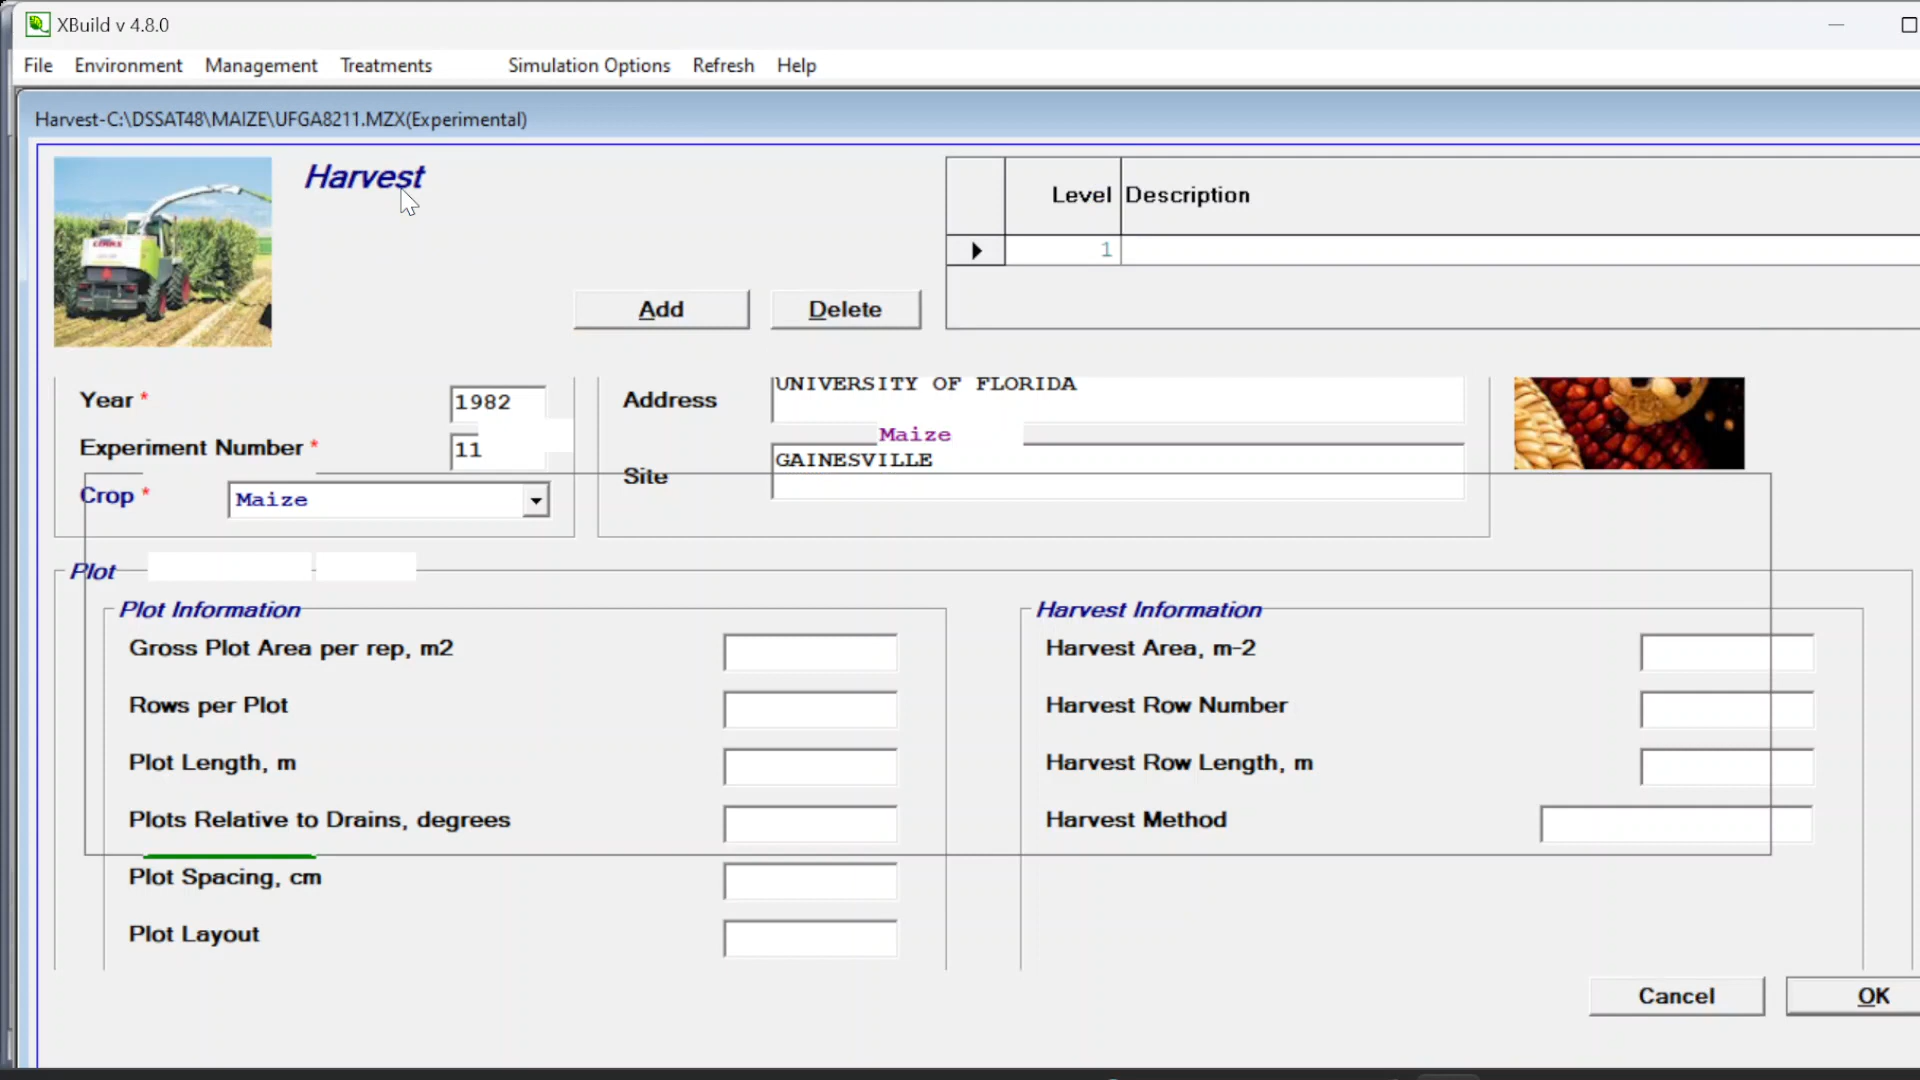 XBuild v 4.8.0
File Environment Management Treatments Simulation Options Refresh Help
Harvest-C:\DSSAT48\MAIZE\UFGA8211.MZX(Experimental)
Harvest
Level Description
1
Add Delete
Year * 1982
Address UNIVERSITY OF FLORIDA
Maize
Experiment Number * 11
Site GAINESVILLE
Crop * Maize
Plot
Plot Information
Gross Plot Area per rep, m2
Rows per Plot
Plot Length, m
Plots Relative to Drains, degrees
Plot Spacing, cm
Plot Layout
Harvest Information
Harvest Area, m-2
Harvest Row Number
Harvest Row Length, m
Harvest Method
Cancel OK